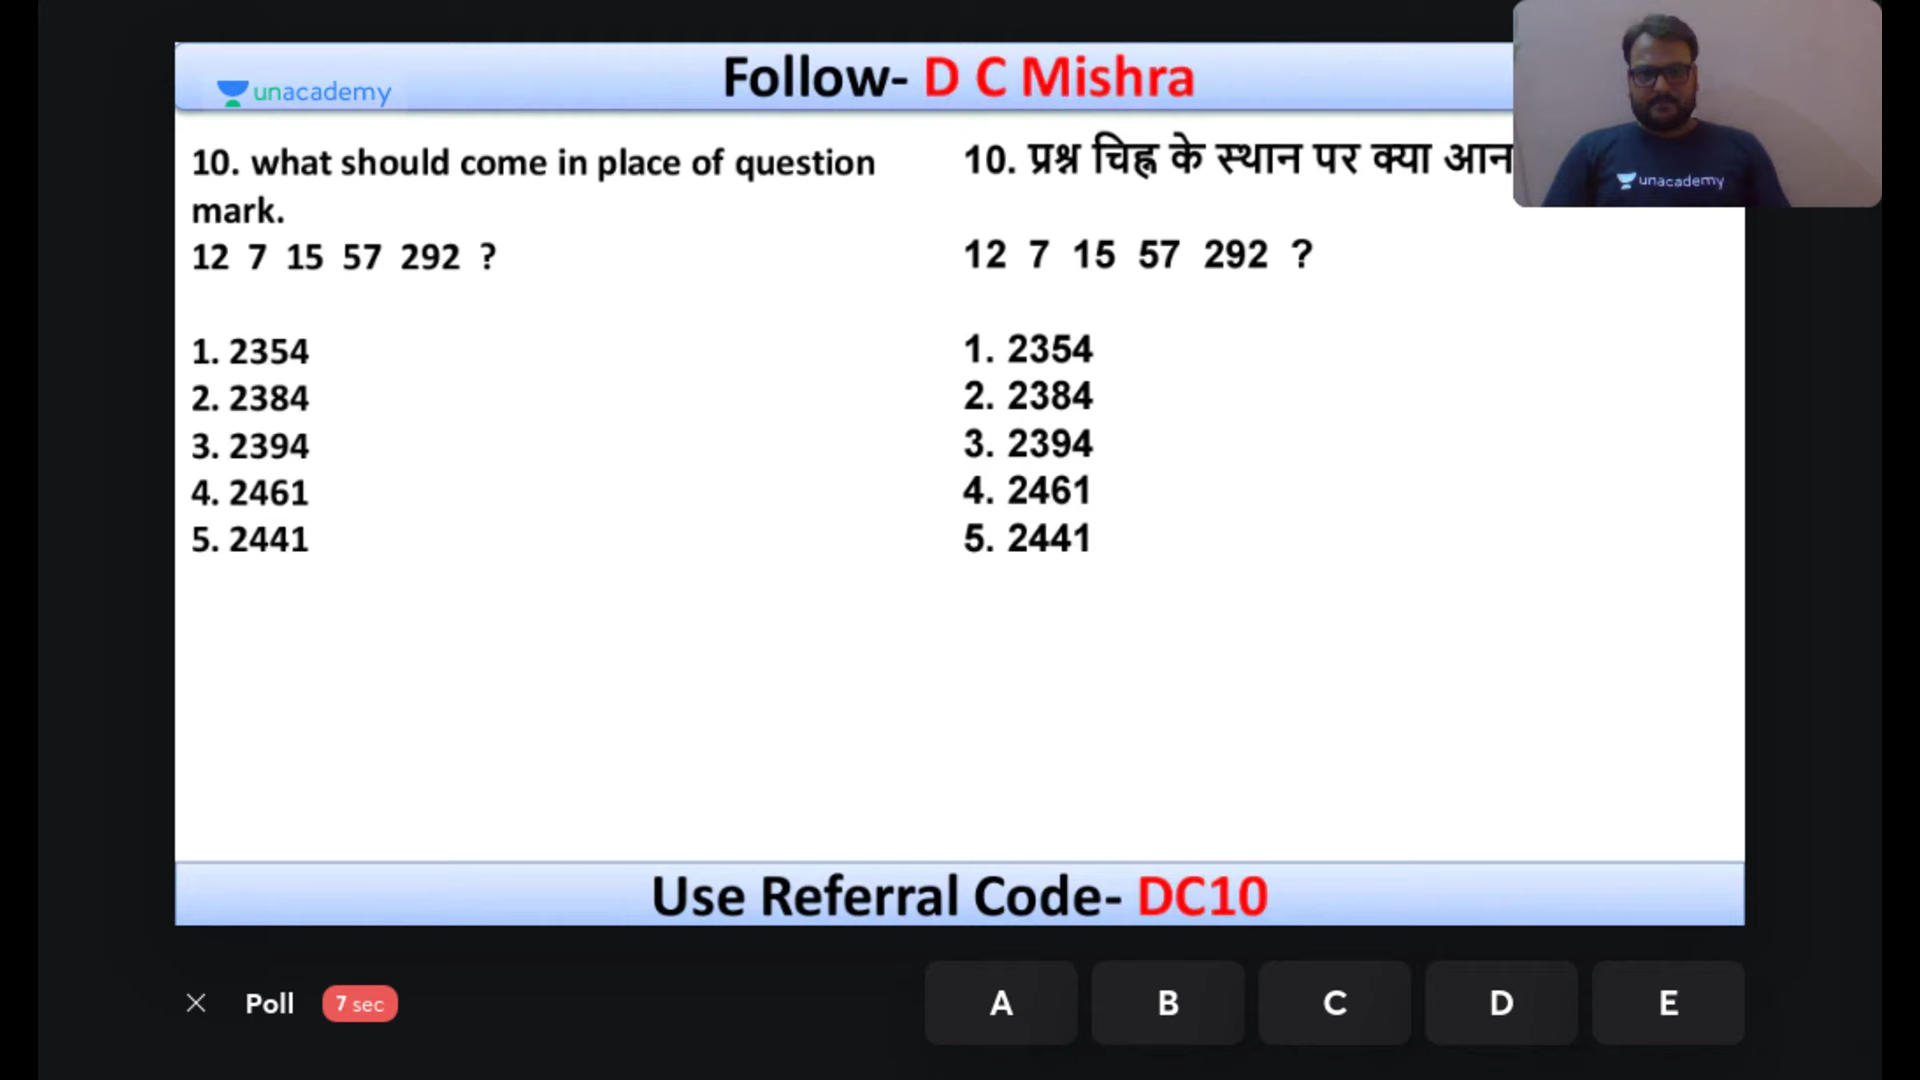 Follow- D C Mishra
unacademy
10. what should come in place of question
mark.
12 7 15 57 292 ?
1. 2354
2. 2384
3. 2394
4. 2461
5. 2441
10. प्रश्न चिह्न के स्थान पर क्या आन
12 7 15 57 292 ?
1. 2354
2. 2384
3. 2394
4. 2461
5. 2441
unacademy
Use Referral Code- DC10
Poll 7 sec A B C D E